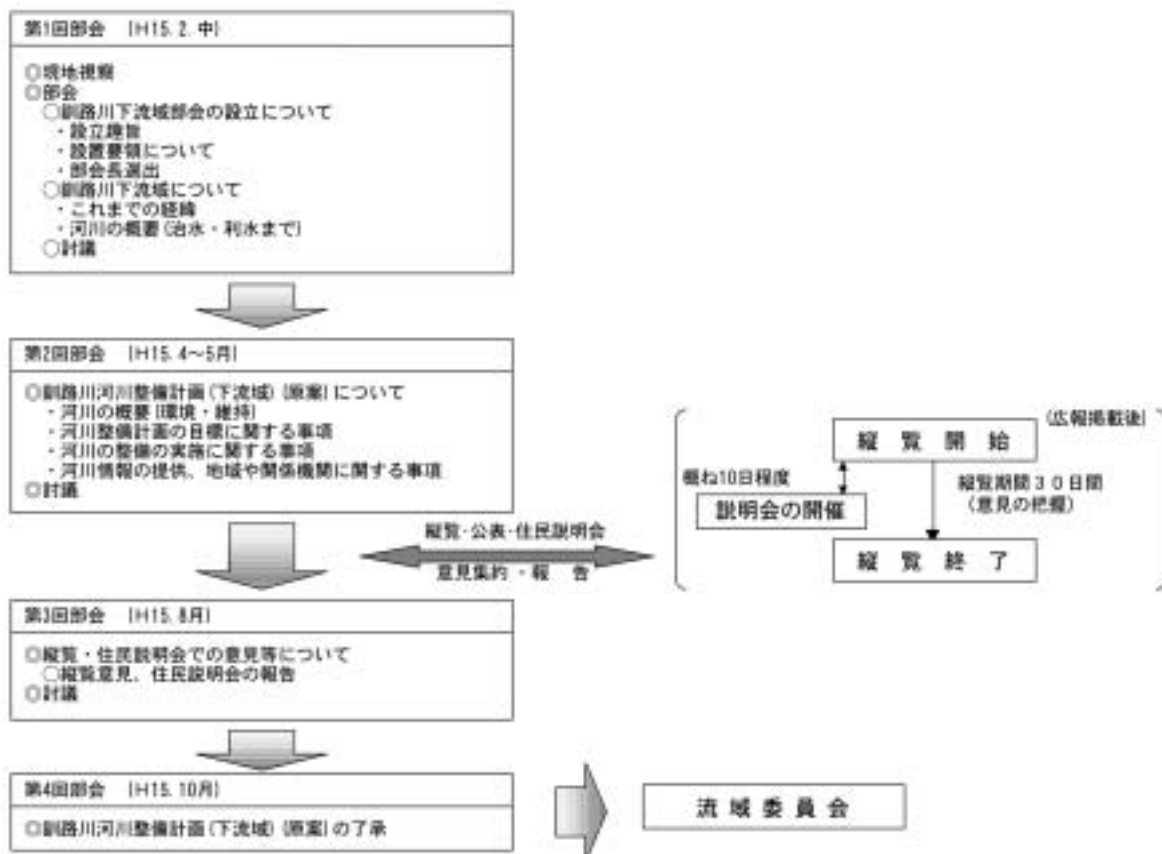 第1回部会 (H15.2.中)
◎現地視察
◎部会
○釧路川下流域部会の設立について
・設立趣旨
・設置要領について
・部会長選出
○釧路川下流域について
・これまでの経緯
・河川の概要(治水・利水まで)
○討議
第2回部会 (H15.4～5月)
◎釧路川河川整備計画(下流域)(原案)について
・河川の概要(環境・維持)
・河川整備計画の目標に関する事項
・河川の整備の実施に関する事項
・河川情報の提供、地域や関係機関に関する事項
◎討議
縦覧・公表・住民説明会
意見集約・報 告
(広報掲載後)
縦 覧 開 始
概ね10日程度
説明会の開催
縦覧期間30日間
(意見の把握)
縦 覧 終 了
第3回部会 (H15.8月)
◎縦覧・住民説明会での意見等について
○縦覧意見、住民説明会の報告
◎討議
第4回部会 (H15.10月)
◎釧路川河川整備計画(下流域)(原案)の了承
流 域 委 員 会